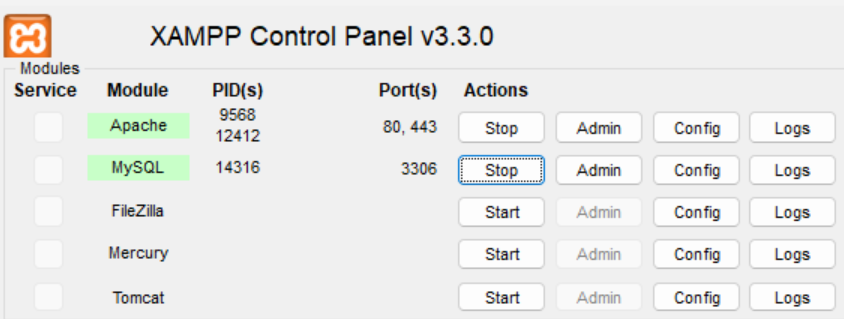 XAMPP Control Panel v3.3.0
Modules
Service Module PID(s) Port(s) Actions
Apache 9568 12412 80, 443 Stop Admin Config Logs
MySQL 14316 3306 Stop Admin Config Logs
FileZilla Start Admin Config Logs
Mercury Start Admin Config Logs
Tomcat Start Admin Config Logs